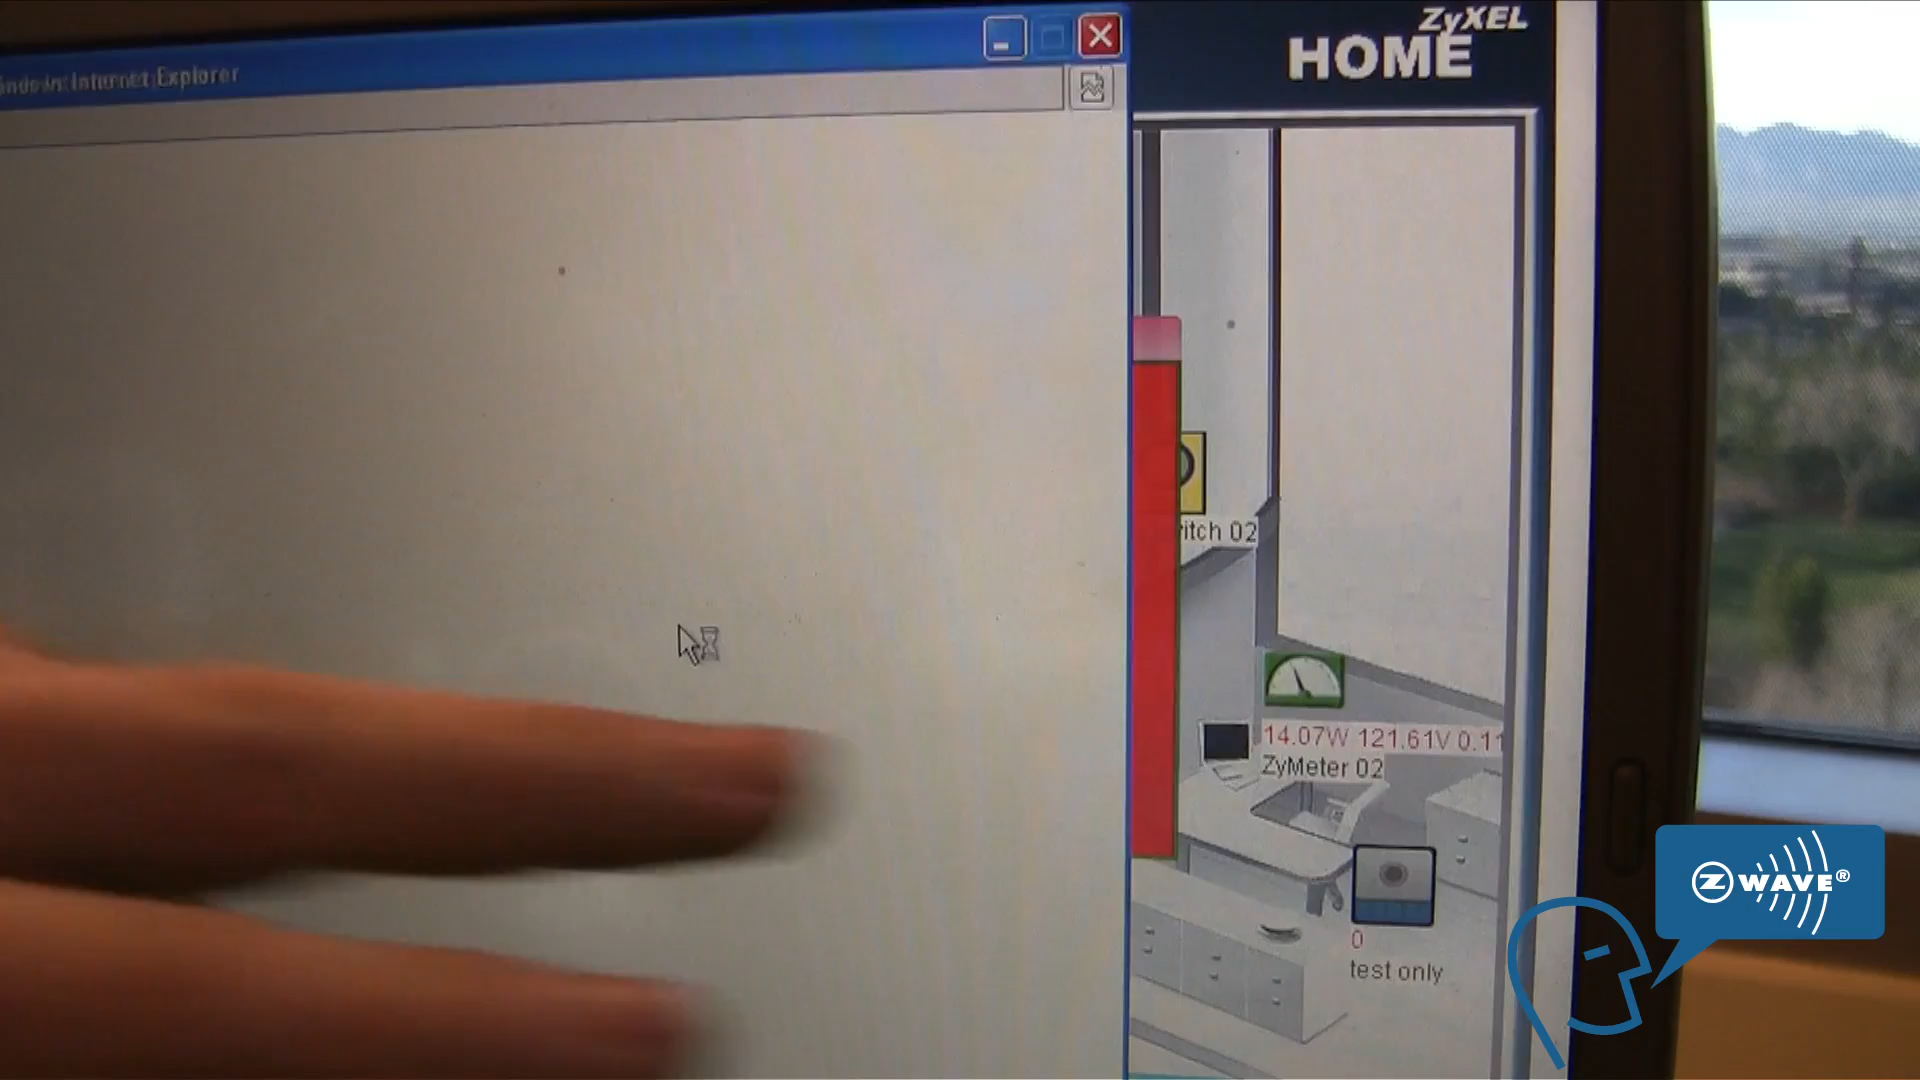 ZyXEL
HOME
Windows Internet Explorer
itch 02
14.07W 121.61V 0.11
ZyMeter 02
0
test only
Z WAVE®